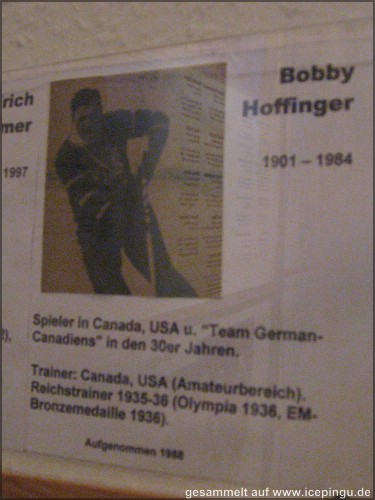 rich
mer
1997
2),
Bobby
Hoffinger
1901 – 1984
Spieler in Canada, USA u. "Team German-
Canadiens" in den 30er Jahren.
Trainer: Canada, USA (Amateurbereich).
Reichstrainer 1935-36 (Olympia 1936, EM-
Bronzemedaille 1936).
Aufgenommen 1988
gesammelt auf www.icepingu.de